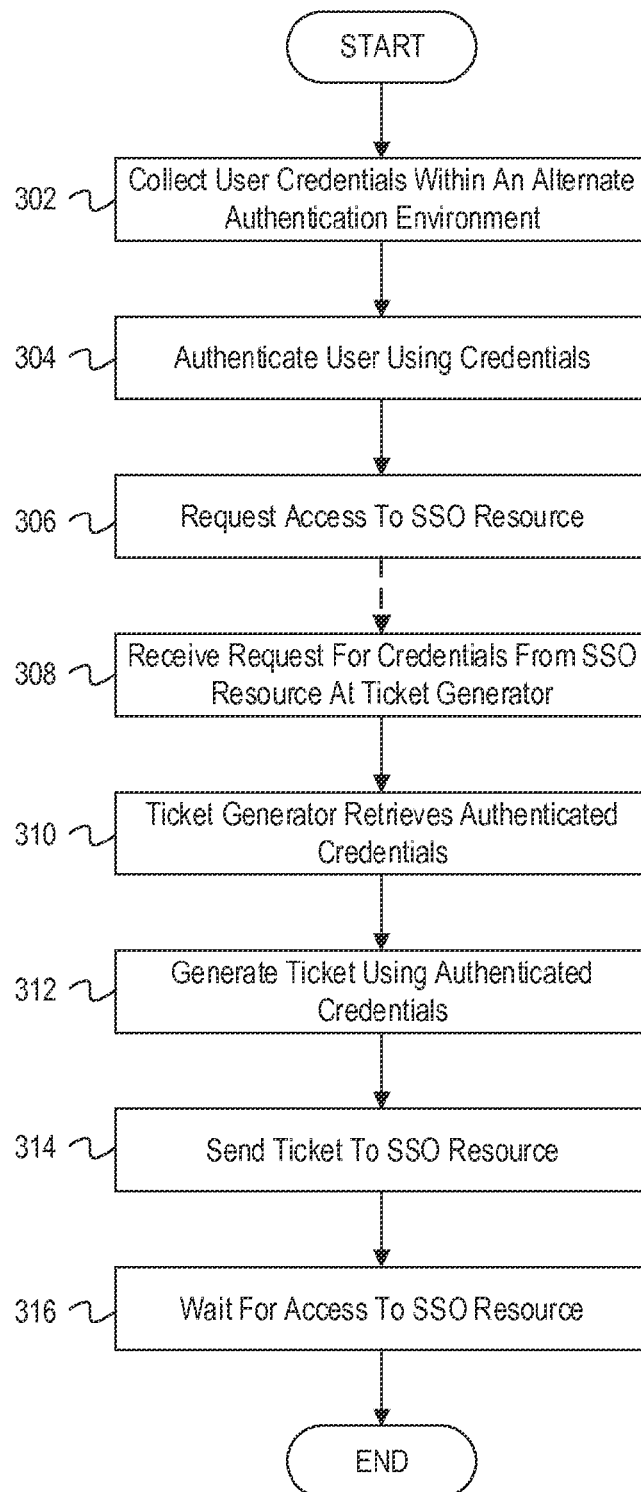 START
302
Collect User Credentials Within An Alternate
Authentication Environment
304
Authenticate User Using Credentials
306
Request Access To SSO Resource
308
Receive Request For Credentials From SSO
Resource At Ticket Generator
310
Ticket Generator Retrieves Authenticated
Credentials
312
Generate Ticket Using Authenticated
Credentials
314
Send Ticket To SSO Resource
316
Wait For Access To SSO Resource
END